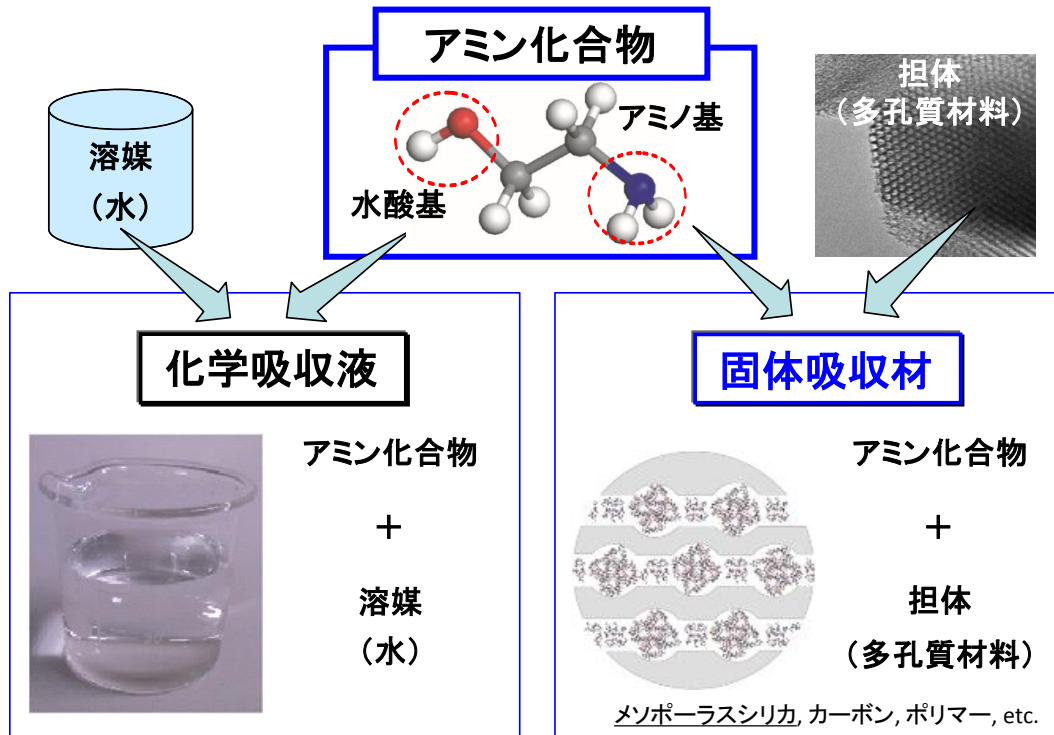 アミン化合物
溶媒
（水）
アミノ基
水酸基
担体
（多孔質材料）
化学吸収液
アミン化合物
＋
溶媒
（水）
固体吸収材
アミン化合物
＋
担体
（多孔質材料）
メソポーラスシリカ, カーボン, ポリマー, etc.